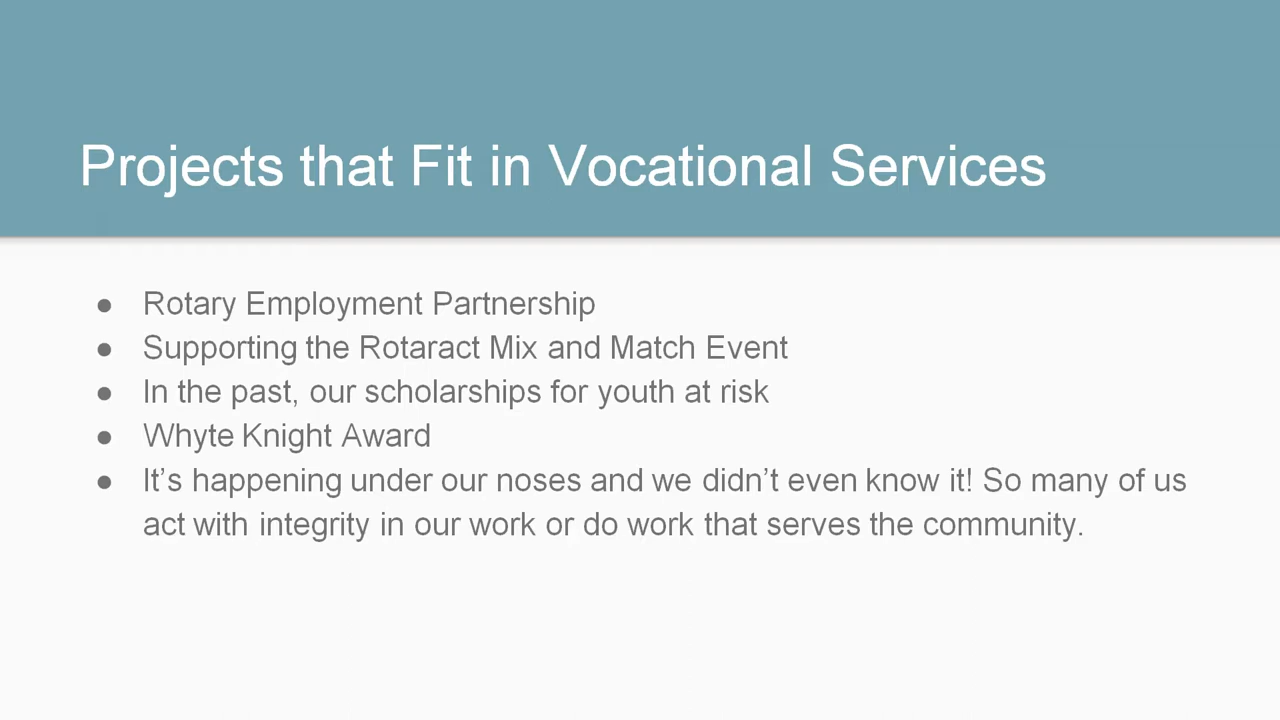 Projects that Fit in Vocational Services
● Rotary Employment Partnership
● Supporting the Rotaract Mix and Match Event
● In the past, our scholarships for youth at risk
● Whyte Knight Award
● It’s happening under our noses and we didn’t even know it! So many of us
act with integrity in our work or do work that serves the community.